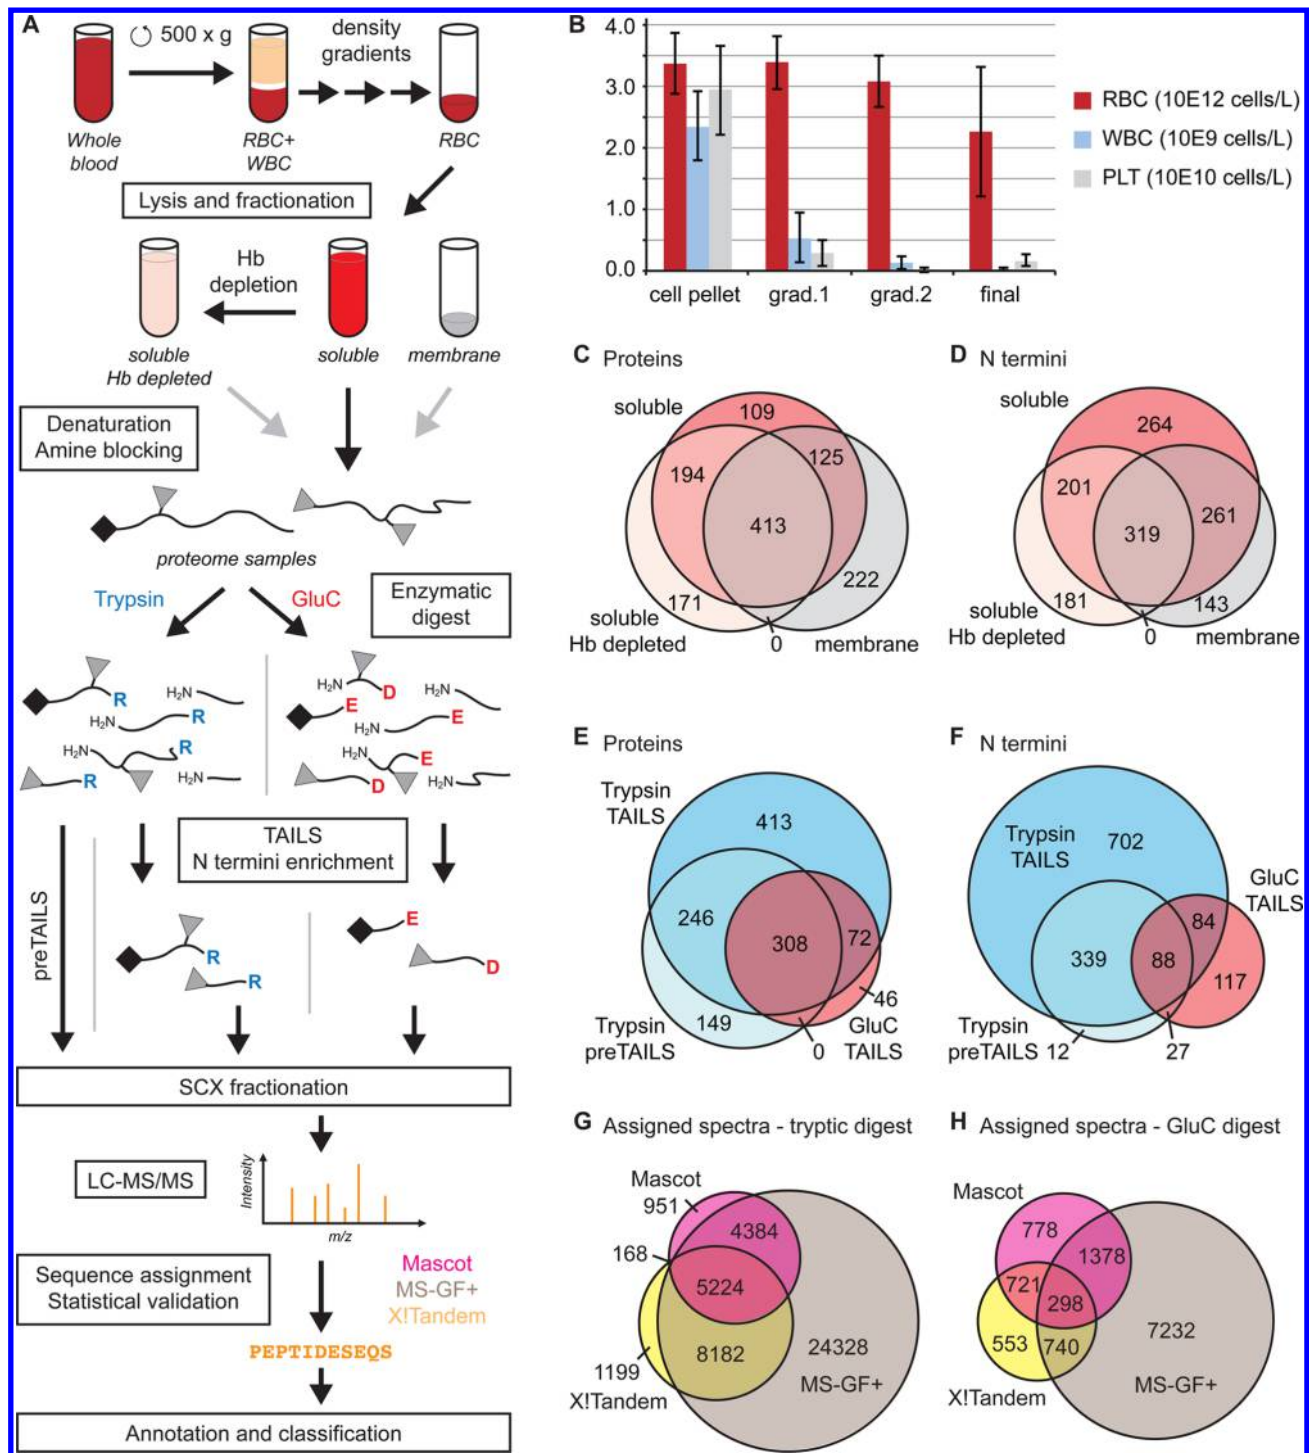 A
500 x g
density
gradients
Whole
blood
RBC+
WBC
RBC
Lysis and fractionation
Hb
depletion
soluble
Hb depleted
soluble
membrane
Denaturation
Amine blocking
proteome samples
Trypsin
GluC
Enzymatic
digest
R
H₂N
H₂N
R
H₂N
R
R
H₂N
H₂N
D
H₂N
E
E
H₂N
E
D
H₂N
preTAILS
TAILS
N termini enrichment
R
R
E
D
SCX fractionation
LC-MS/MS
Intensity
m/z
Sequence assignment
Statistical validation
Mascot
MS-GF+
X!Tandem
PEPTIDESEQS
Annotation and classification
B
4.0
3.0
2.0
1.0
0.0
cell pellet
grad.1
grad.2
final
RBC (10E12 cells/L)
WBC (10E9 cells/L)
PLT (10E10 cells/L)
C Proteins
soluble
109
194
125
413
171
222
soluble
Hb depleted
0
membrane
D N termini
soluble
264
201
261
319
181
143
soluble
Hb depleted
0
membrane
E Proteins
Trypsin
TAILS
413
246
308
72
149
46
Trypsin
preTAILS
0
GluC
TAILS
F N termini
Trypsin
TAILS
702
GluC
TAILS
84
339
88
117
Trypsin
preTAILS
12
27
G Assigned spectra - tryptic digest
Mascot
951
4384
168
5224
8182
24328
1199
X!Tandem
MS-GF+
H Assigned spectra - GluC digest
Mascot
778
1378
721
298
553
740
7232
X!Tandem
MS-GF+